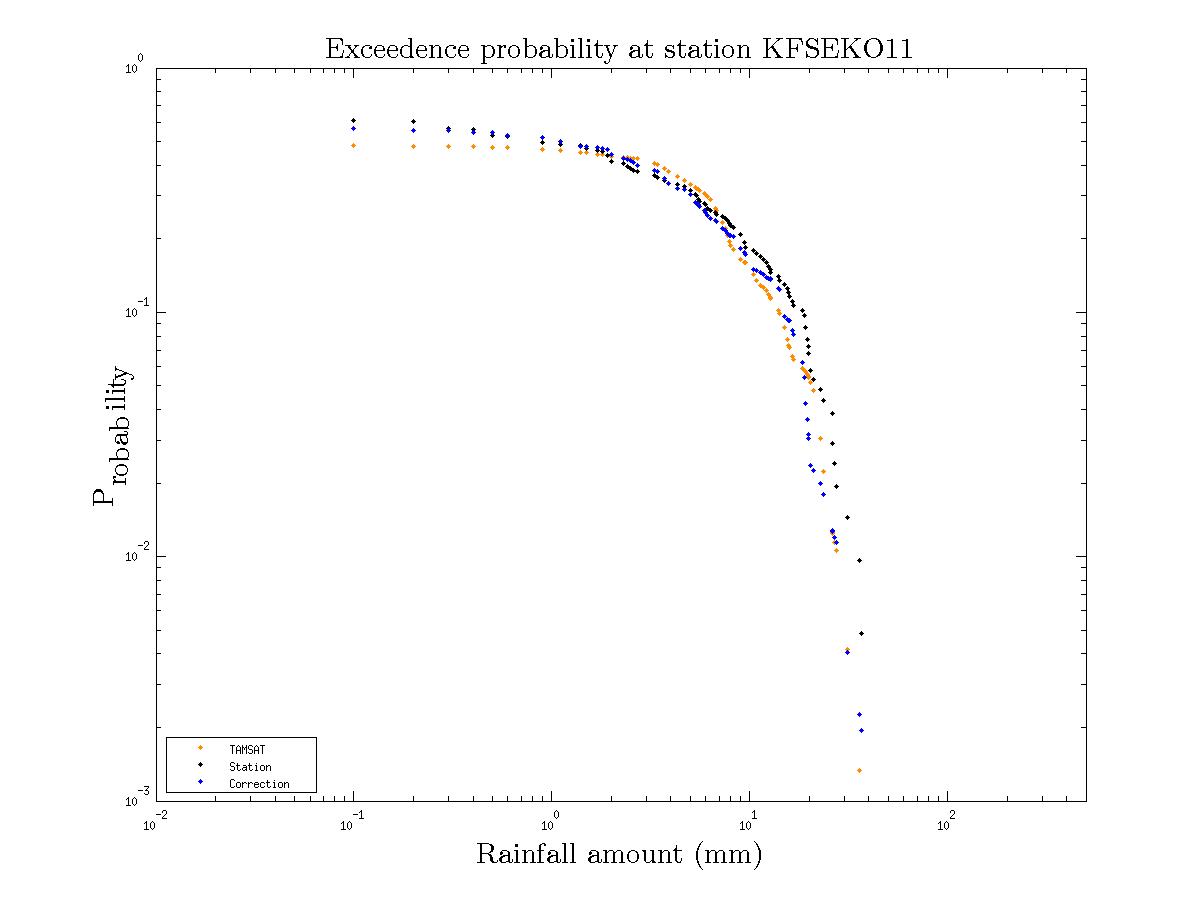 Exceedence probability at station KFSEKO11
10^0
10^-1
10^-2
10^-3
Probability
TAMSAT
Station
Correction
10^-2 10^-1 10^0 10^1 10^2
Rainfall amount (mm)